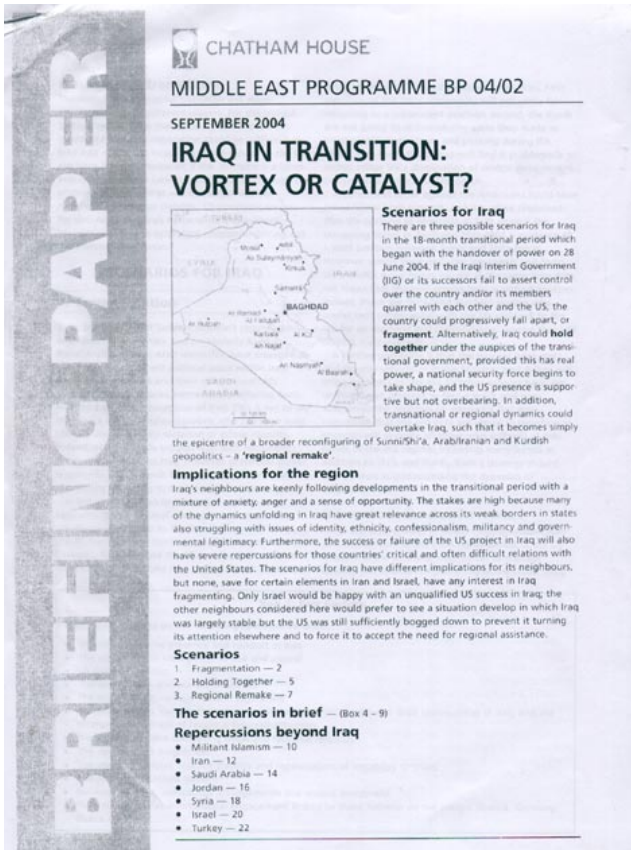 BRIEFING PAPER
CHATHAM HOUSE
MIDDLE EAST PROGRAMME BP 04/02
SEPTEMBER 2004
IRAQ IN TRANSITION:
VORTEX OR CATALYST?
SYRIA
IRAN
Mosul
Kirkuk
Samarra
BAGHDAD
Karbala
An Najaf
An Nasiriyah
Al Basrah
SAUDI
ARABIA
Scenarios for Iraq
There are three possible scenarios for Iraq
in the 18-month transitional period which
began with the handover of power on 28
June 2004. If the Iraqi Interim Government
(IIG) or its successors fail to assert control
over the country and/or its members
quarrel with each other and the US, the
country could progressively fall apart, or
fragment. Alternatively, Iraq could hold
together under the auspices of the transi-
tional government, provided this has real
power, a national security force begins to
take shape, and the US presence is suppor-
tive but not overbearing. In addition,
transnational or regional dynamics could
overtake Iraq, such that it becomes simply
the epicentre of a broader reconfiguring of Sunni/Shi'a, Arab/Iranian and Kurdish
geopolitics – a 'regional remake'.
Implications for the region
Iraq's neighbours are keenly following developments in the transitional period with a
mixture of anxiety, anger and a sense of opportunity. The stakes are high because many
of the dynamics unfolding in Iraq have great relevance across its weak borders in states
also struggling with issues of identity, ethnicity, confessionalism, militancy and govern-
mental legitimacy. Furthermore, the success or failure of the US project in Iraq will also
have severe repercussions for those countries' critical and often difficult relations with
the United States. The scenarios for Iraq have different implications for its neighbours,
but none, save for certain elements in Iran and Israel, have any interest in Iraq
fragmenting. Only Israel would be happy with an unqualified US success in Iraq; the
other neighbours considered here would prefer to see a situation develop in which Iraq
was largely stable but the US was still sufficiently bogged down to prevent it turning
its attention elsewhere and to force it to accept the need for regional assistance.
Scenarios
1. Fragmentation — 2
2. Holding Together — 5
3. Regional Remake — 7
The scenarios in brief — (Box 4 – 9)
Repercussions beyond Iraq
• Militant Islamism — 10
• Iran — 12
• Saudi Arabia — 14
• Jordan — 16
• Syria — 18
• Israel — 20
• Turkey — 22